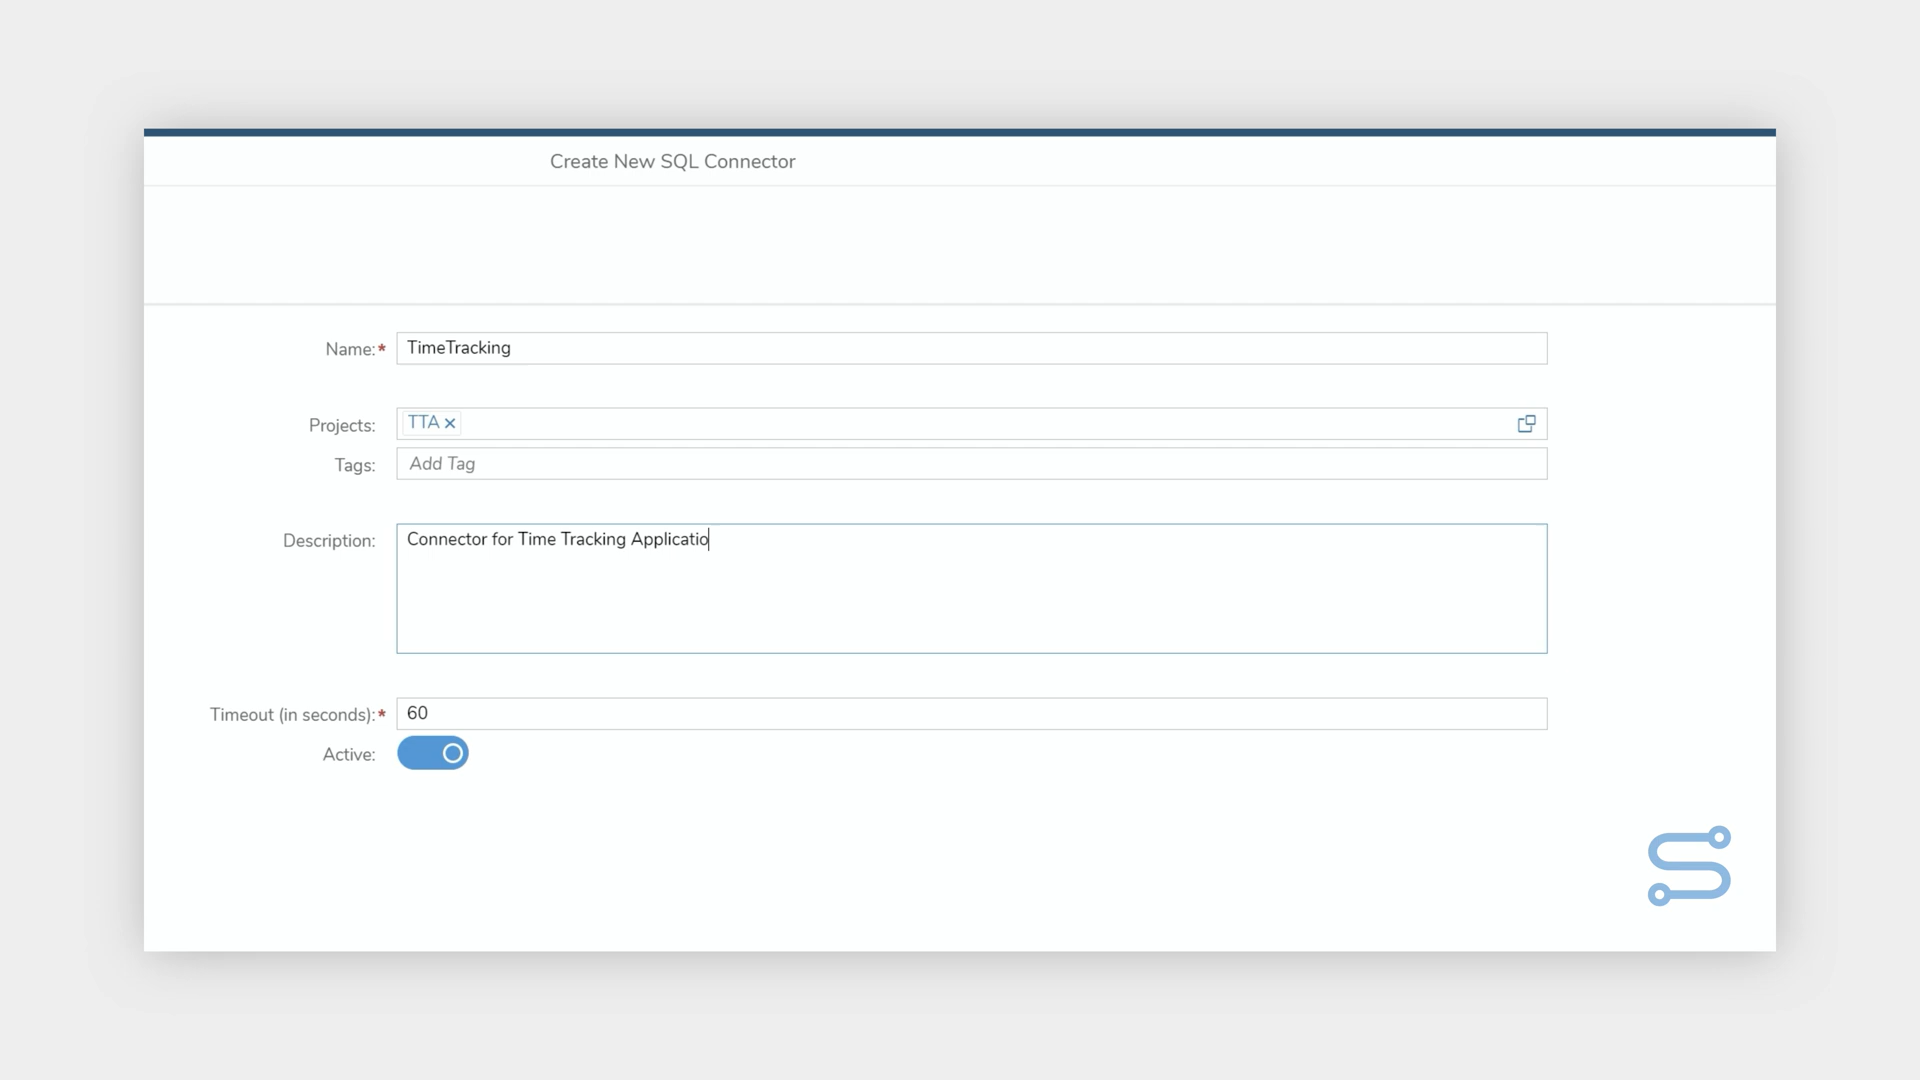 Create New SQL Connector
Name:* TimeTracking
Projects: TTA
Tags: Add Tag
Description: Connector for Time Tracking Applicatio
Timeout (in seconds):* 60
Active: